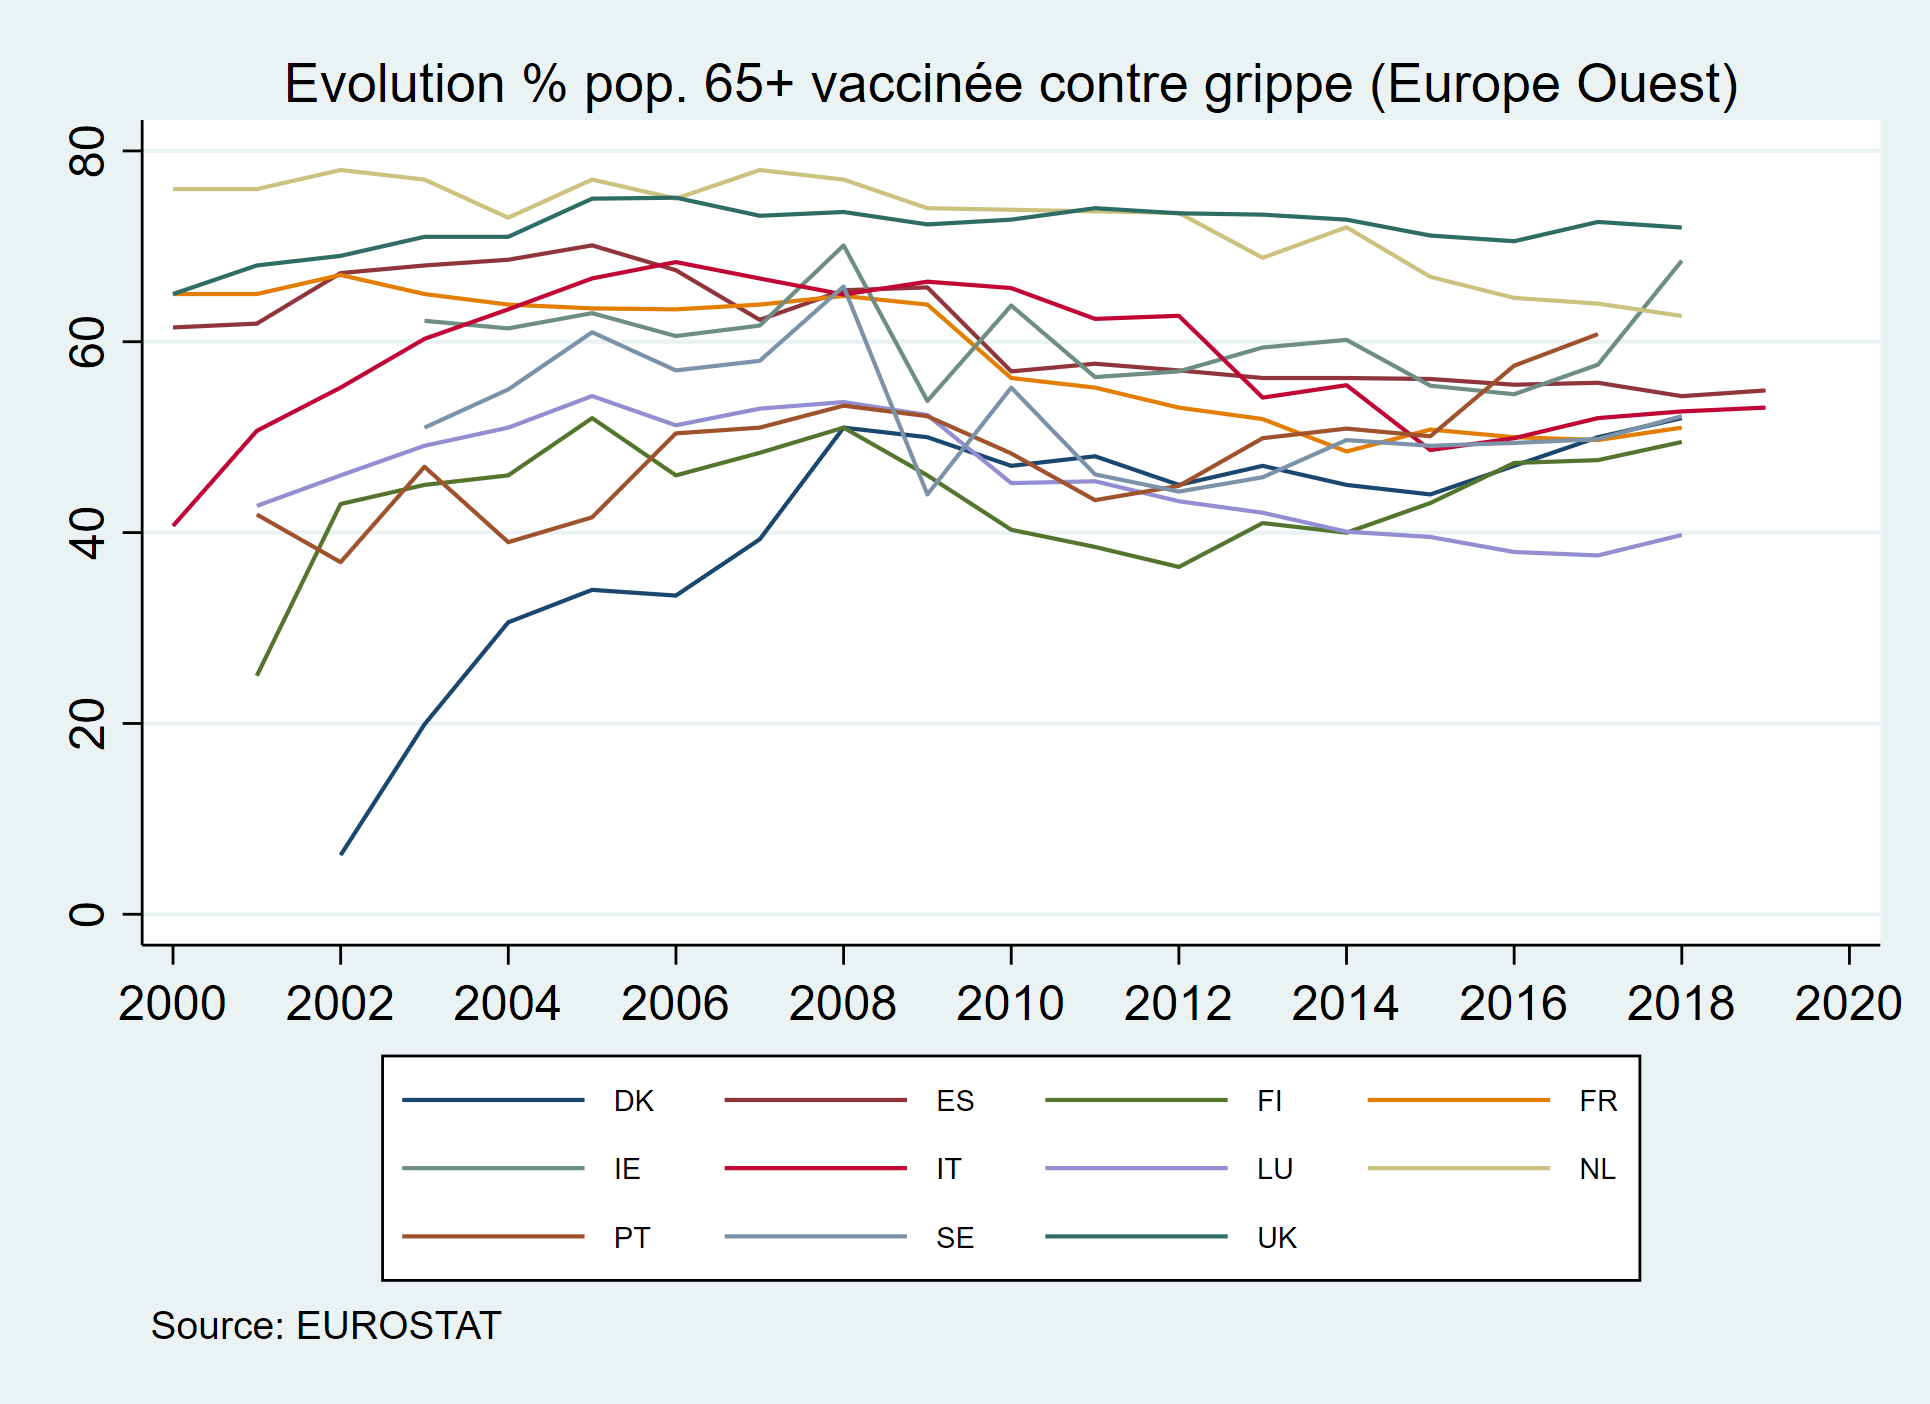 Evolution % pop. 65+ vaccinée contre grippe (Europe Ouest)
80
60
40
20
0
2000 2002 2004 2006 2008 2010 2012 2014 2016 2018 2020
DK ES FI FR
IE IT LU NL
PT SE UK
Source: EUROSTAT